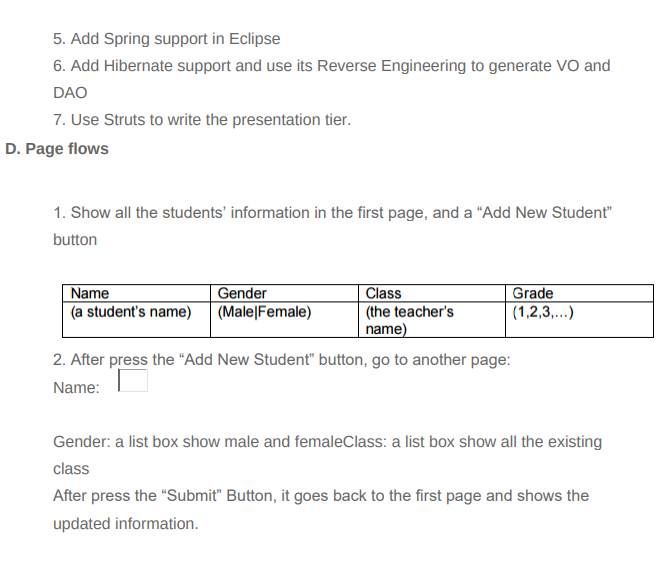 5. Add Spring support in Eclipse
6. Add Hibernate support and use its Reverse Engineering to generate VO and
DAO
7. Use Struts to write the presentation tier.
D. Page flows
1. Show all the students’ information in the first page, and a “Add New Student”
button
Name Gender Class Grade
(a student's name) (Male|Female) (the teacher's (1,2,3,...)
name)
2. After press the “Add New Student” button, go to another page:
Name:
Gender: a list box show male and femaleClass: a list box show all the existing
class
After press the “Submit” Button, it goes back to the first page and shows the
updated information.